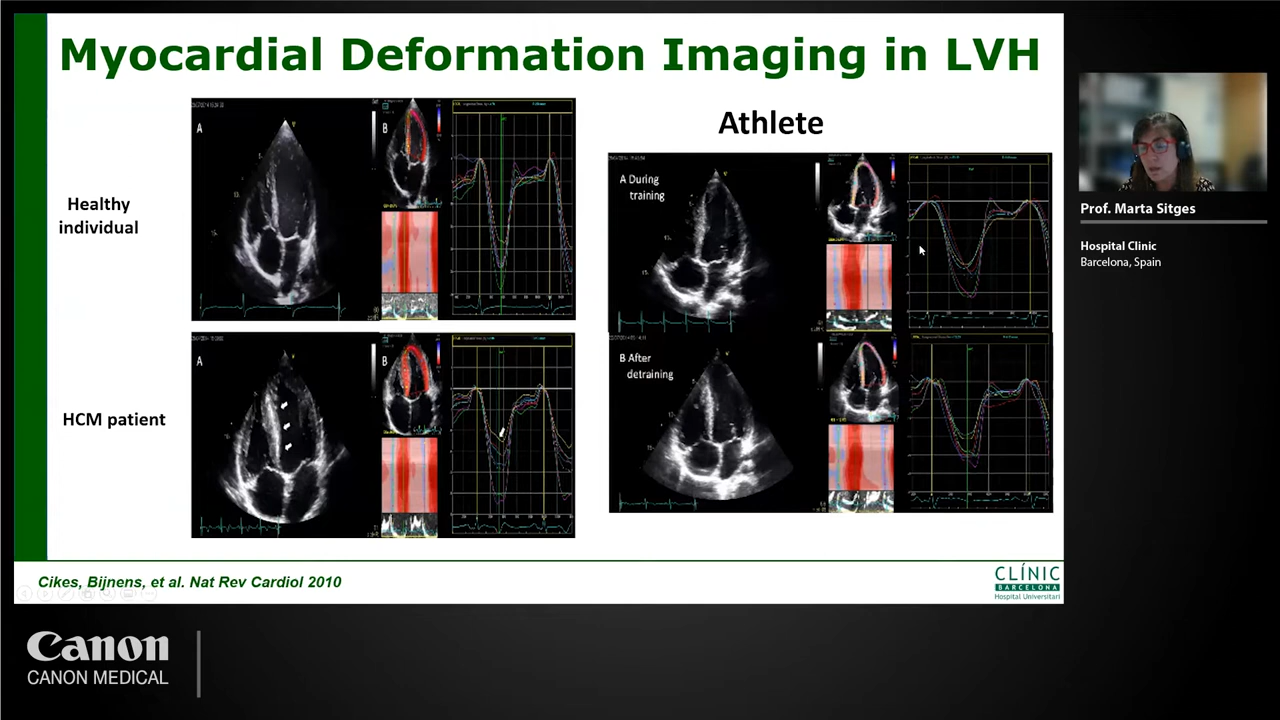 Myocardial Deformation Imaging in LVH
Healthy
individual
A
B
HCM patient
A
B
Athlete
A During
training
B After
detraining
Cikes, Bijnens, et al. Nat Rev Cardiol 2010
CLÍNIC
BARCELONA
Hospital Universitari
Prof. Marta Sitges
Hospital Clinic
Barcelona, Spain
Canon
CANON MEDICAL